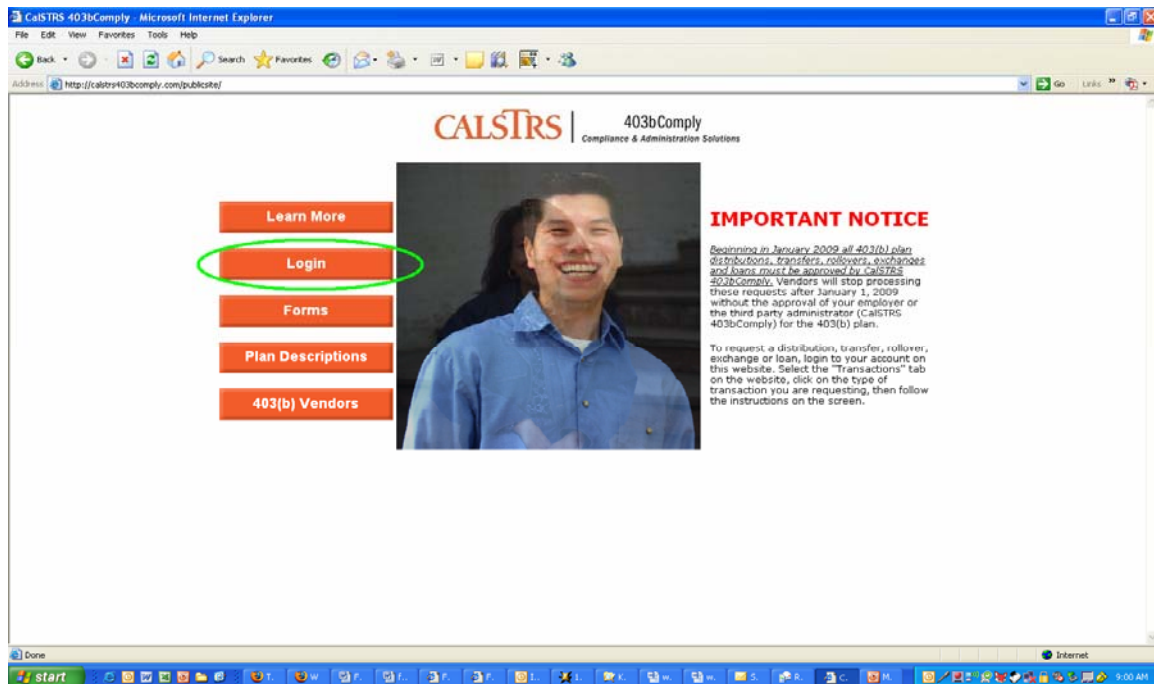 CalSTRS 403bComply - Microsoft Internet Explorer
File Edit View Favorites Tools Help
Back Search Favorites
Address http://calstrs403bcomply.com/publicsite/ Go Links »
CALSTRS 403bComply
Compliance & Administration Solutions
Learn More
Login
Forms
Plan Descriptions
403(b) Vendors
IMPORTANT NOTICE
Beginning in January 2009 all 403(b) plan
distributions, transfers, rollovers, exchanges
and loans must be approved by CalSTRS
403bComply. Vendors will stop processing
these requests after January 1, 2009
without the approval of your employer or
the third party administrator (CalSTRS
403bComply) for the 403(b) plan.
To request a distribution, transfer, rollover,
exchange or loan, login to your account on
this website. Select the "Transactions" tab
on the website, click on the type of
transaction you are requesting, then follow
the instructions on the screen.
Done Internet
start 9:00 AM